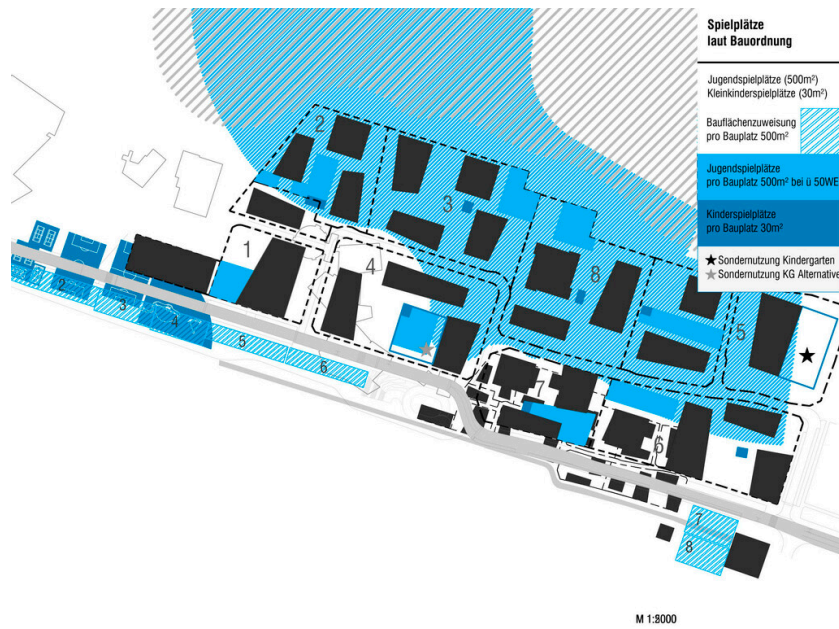 Spielplätze
laut Bauordnung
Jugendspielplätze (500m²)
Kleinkinderspielplätze (30m²)
Bauflächenzuweisung
pro Bauplatz 500m²
Jugendspielplätze
pro Bauplatz 500m² bei ü 50WE
Kinderspielplätze
pro Bauplatz 30m²
Sondernutzung Kindergarten
Sondernutzung KG Alternative
2
3
1
4
8
5
7
6
2
3
4
5
6
7
8
M 1:8000